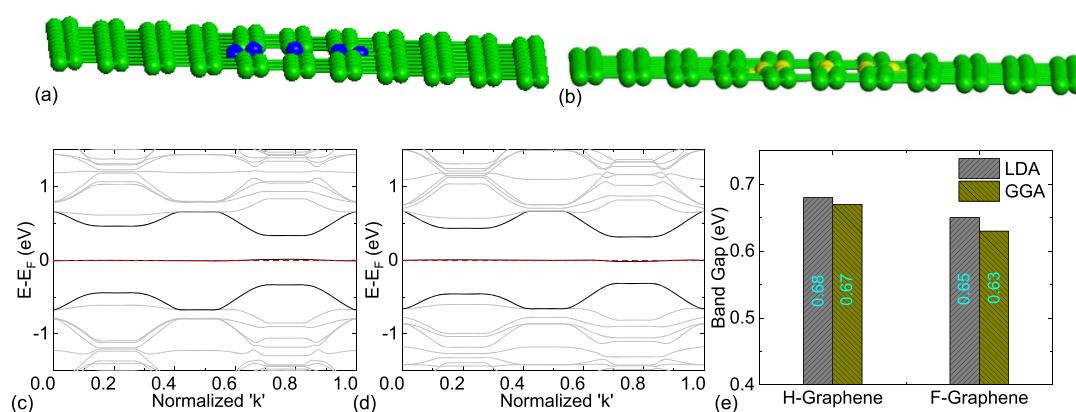 (a)
(b)
1
0
-1
E-E_F (eV)
0.0 0.2 0.4 0.6 0.8 1.0
Normalized 'k'
(c)
1
0
-1
E-E_F (eV)
0.0 0.2 0.4 0.6 0.8 1.0
Normalized 'k'
(d)
LDA
GGA
0.7
0.6
0.5
0.4
Band Gap (eV)
0.68 0.67 0.65 0.63
H-Graphene F-Graphene
(e)